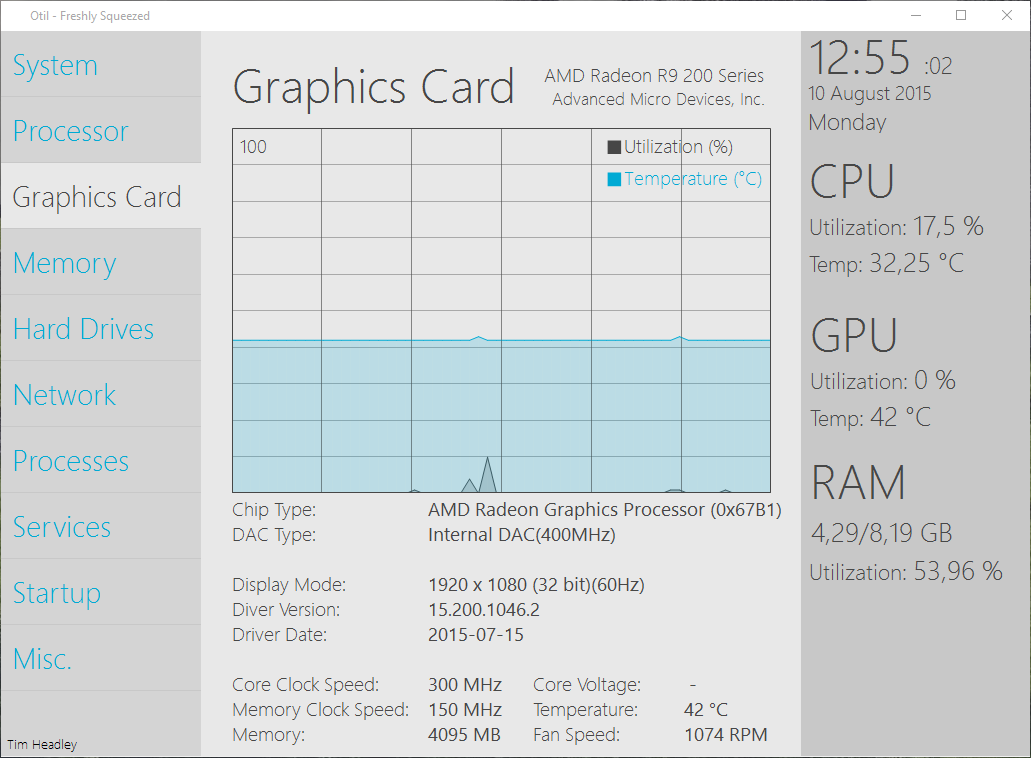 Otil - Freshly Squeezed
System
Processor
Graphics Card
Memory
Hard Drives
Network
Processes
Services
Startup
Misc.
Tim Headley
Graphics Card
AMD Radeon R9 200 Series
Advanced Micro Devices, Inc.
100
Utilization (%)
Temperature (°C)
Chip Type: AMD Radeon Graphics Processor (0x67B1)
DAC Type: Internal DAC(400MHz)
Display Mode: 1920 x 1080 (32 bit)(60Hz)
Diver Version: 15.200.1046.2
Driver Date: 2015-07-15
Core Clock Speed: 300 MHz Core Voltage: -
Memory Clock Speed: 150 MHz Temperature: 42 °C
Memory: 4095 MB Fan Speed: 1074 RPM
12:55 :02
10 August 2015
Monday
CPU
Utilization: 17,5 %
Temp: 32,25 °C
GPU
Utilization: 0 %
Temp: 42 °C
RAM
4,29/8,19 GB
Utilization: 53,96 %